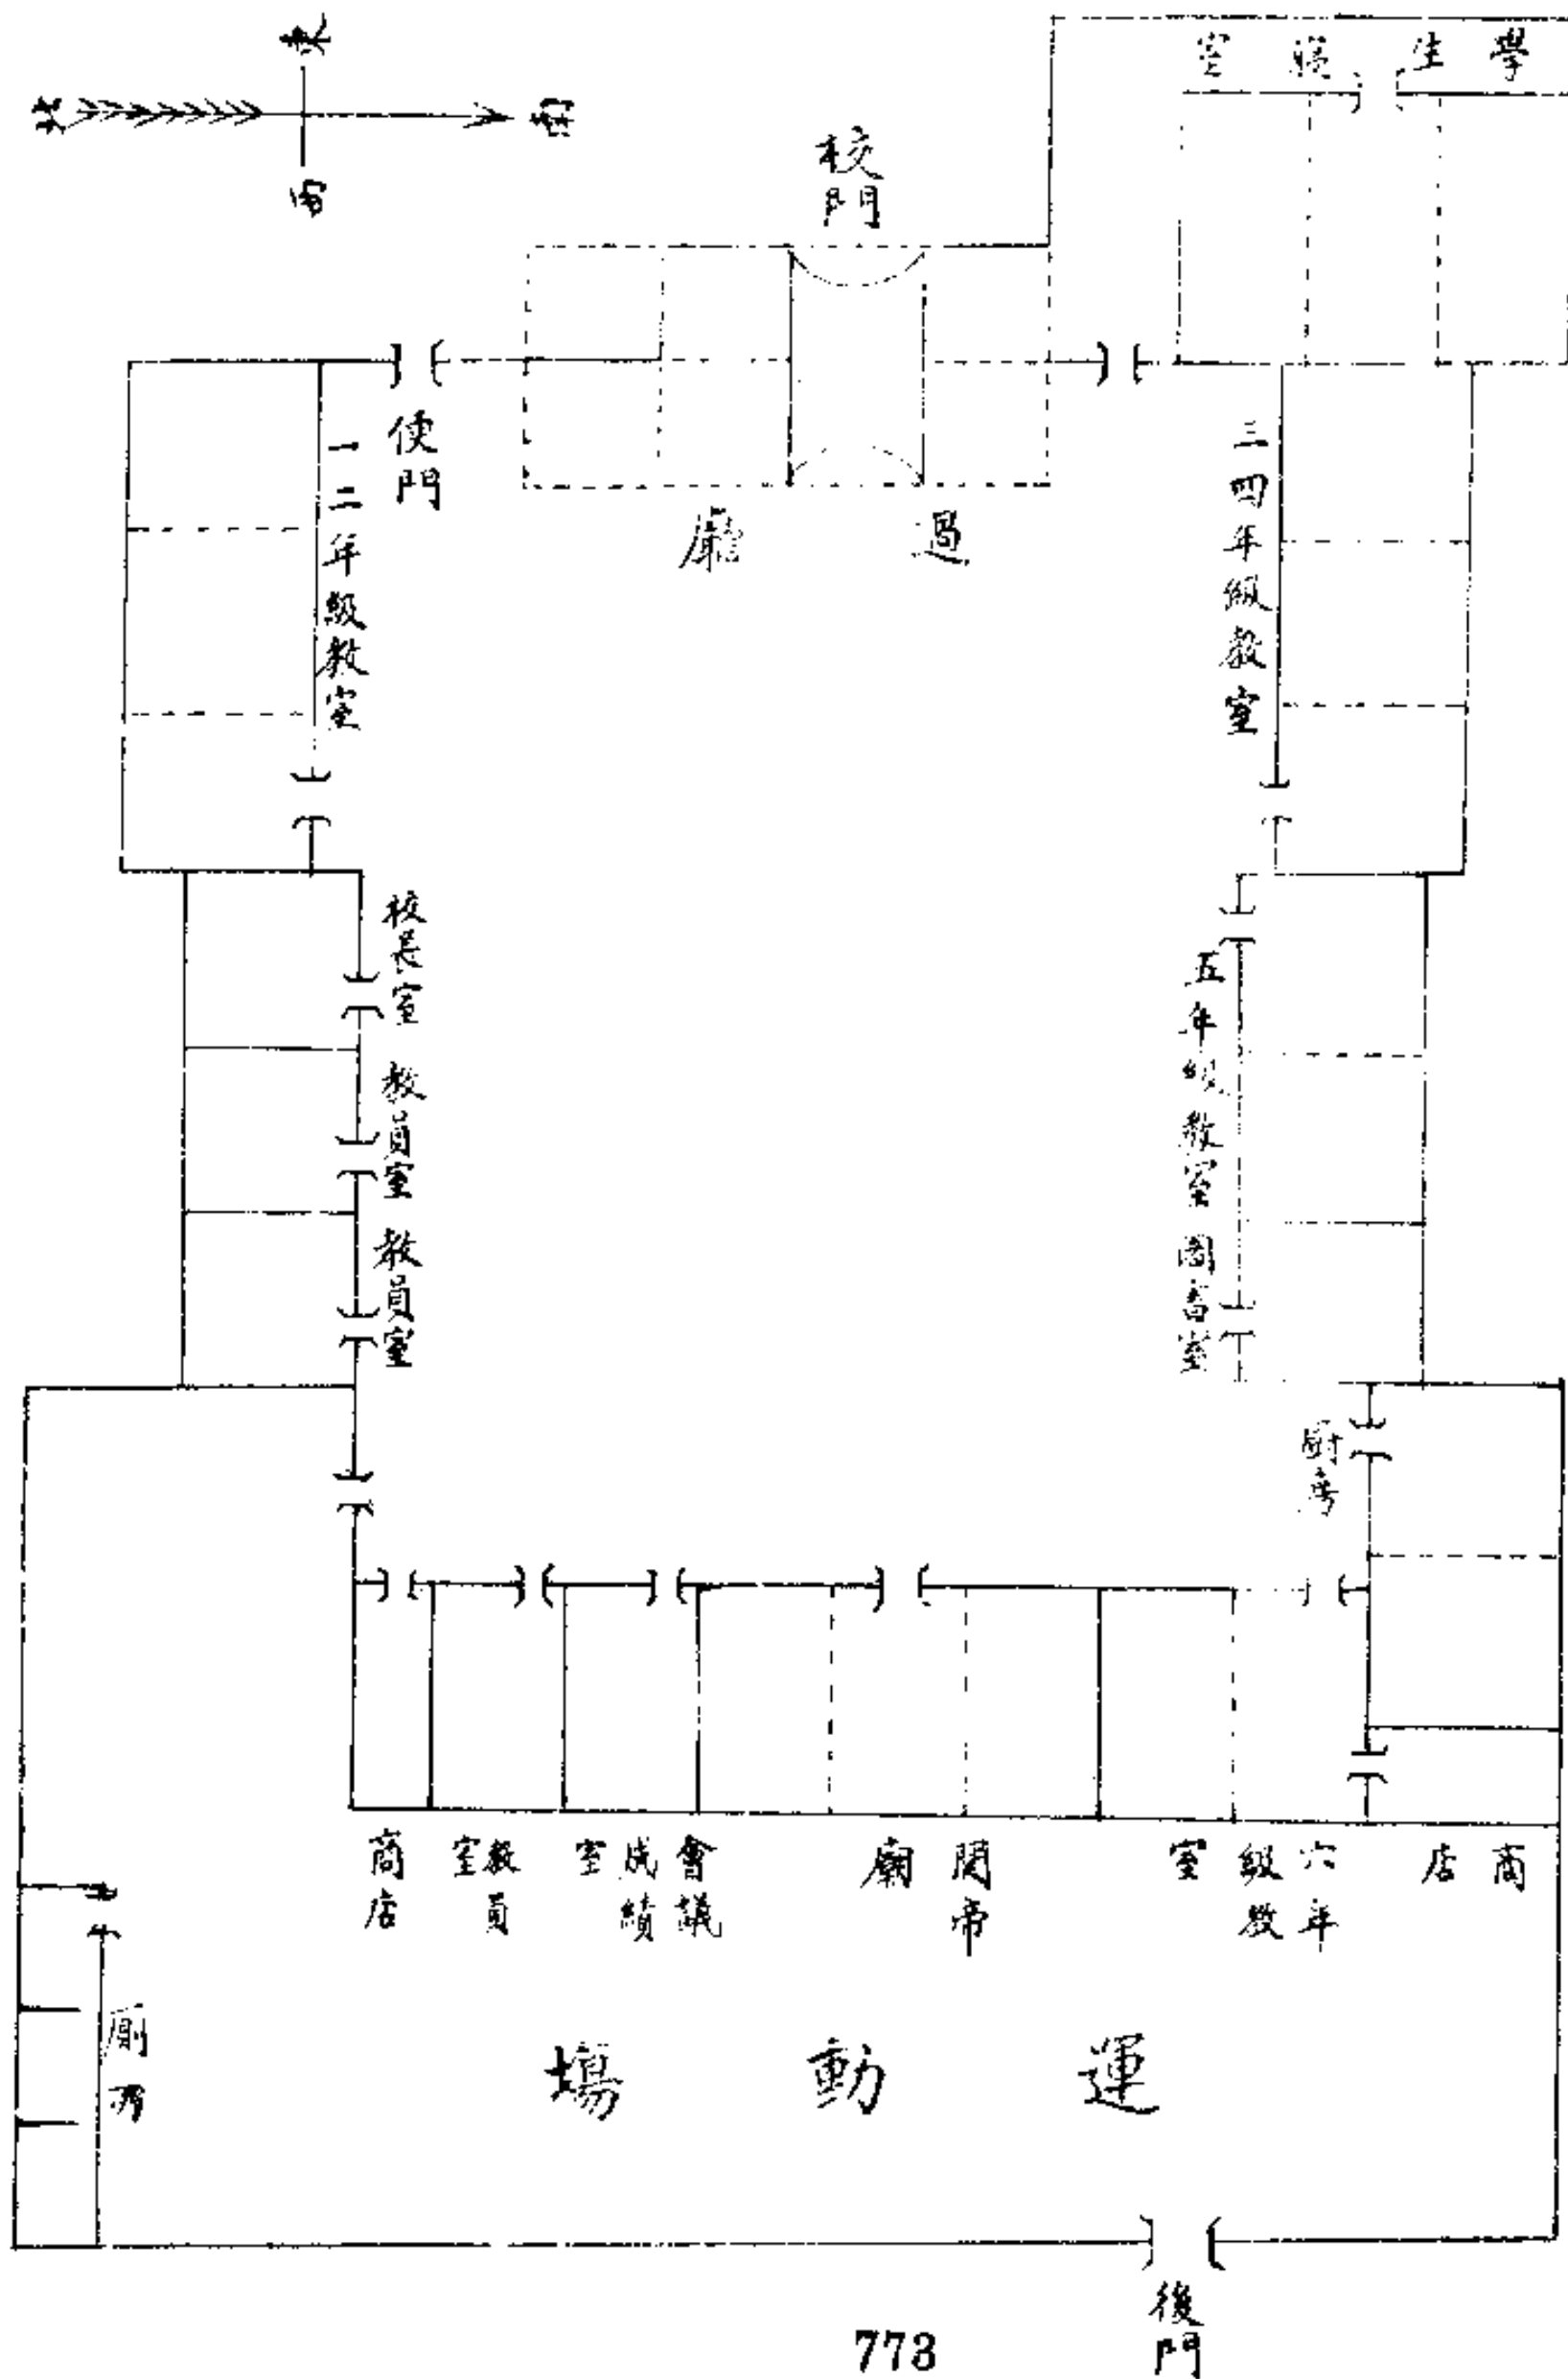 東
北
南
西
學生寢室
校門
便門
過廳
一二年級教室
三四年級教室
校長室
教員室
教員室
五年級教室
圖書室
廚房
商店
六年級教室
關帝廟
會議成績室
教員室
商店
廁所
運動場
後門
773